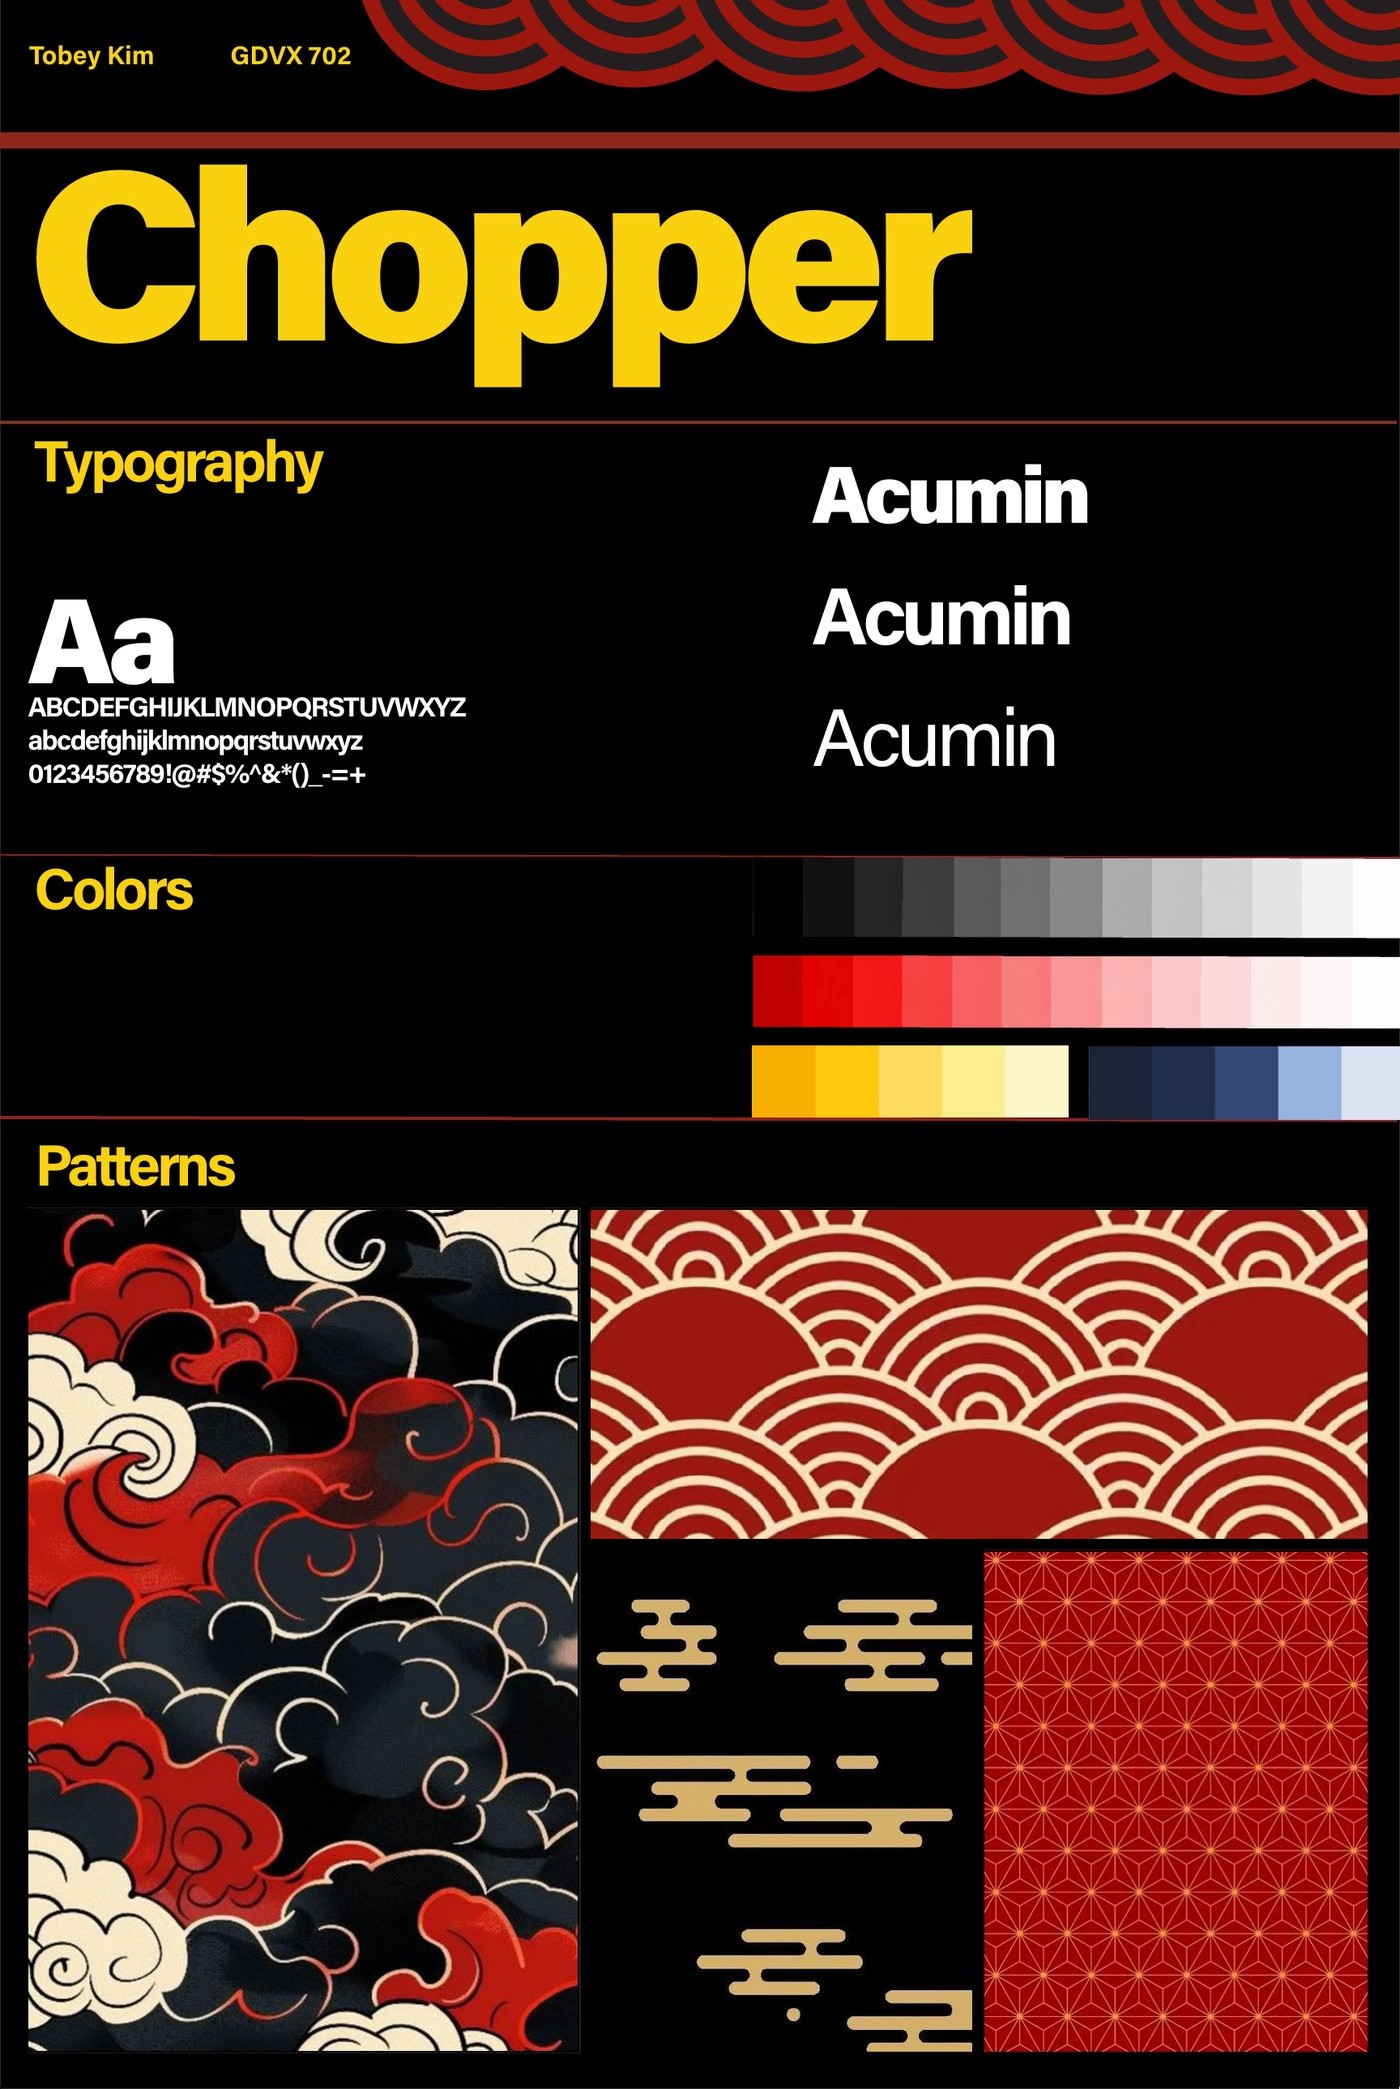 Tobey Kim GDVX 702
Chopper
Typography
Acumin
Acumin
Acumin
Aa
ABCDEFGHIJKLMNOPQRSTUVWXYZ
abcdefghijklmnopqrstuvwxyz
0123456789!@#$%^&*()_-=+
Colors
Patterns